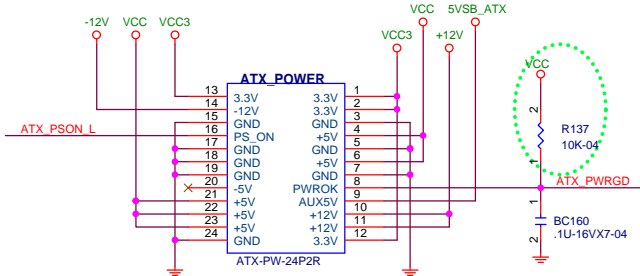 -12V VCC VCC3 VCC 5VSB_ATX
VCC3 +12V
VCC
ATX_POWER
13 3.3V 3.3V 1
14 -12V 3.3V 2
15 GND GND 3
ATX_PSON_L 16 PS_ON +5V 4
17 GND GND 5
18 GND +5V 6
19 GND GND 7
20 -5V PWROK 8 ATX_PWRGD
21 +5V AUX5V 9
22 +5V +12V 10
23 +5V +12V 11
24 GND 3.3V 12
ATX-PW-24P2R
2
R137
10K-04
1
1
BC160
.1U-16VX7-04
2